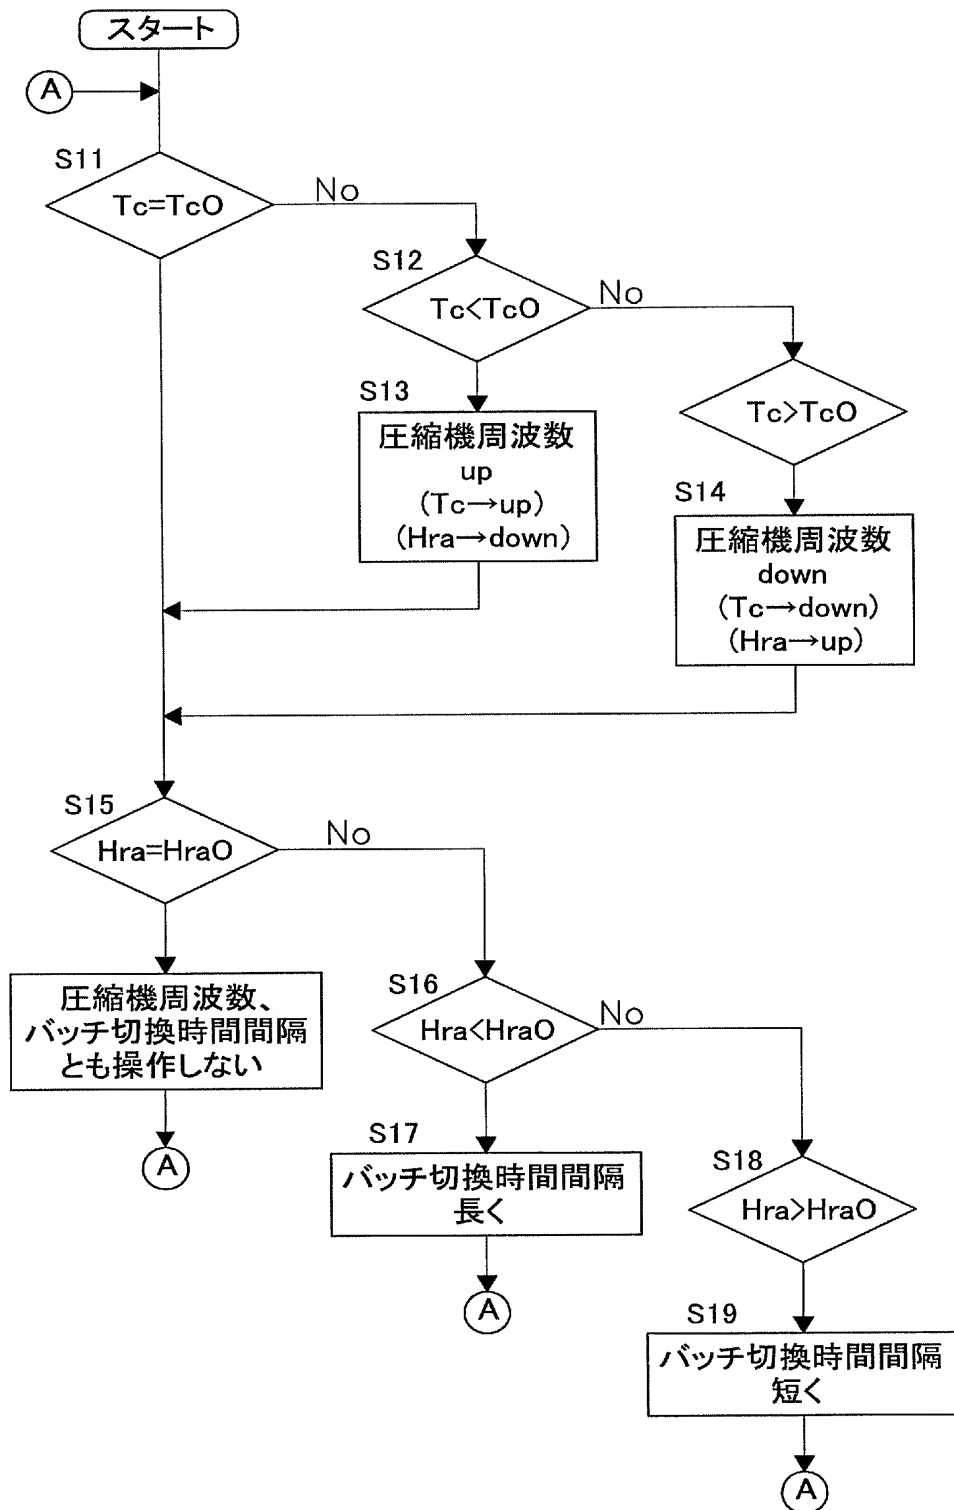 スタート
A
S11
Tc=TcO
No
S12
Tc<TcO
No
S13
圧縮機周波数
up
(Tc→up)
(Hra→down)
Tc>TcO
S14
圧縮機周波数
down
(Tc→down)
(Hra→up)
S15
Hra=HraO
No
圧縮機周波数、
バッチ切換時間間隔
とも操作しない
A
S16
Hra<HraO
No
S17
バッチ切換時間間隔
長く
A
S18
Hra>HraO
S19
バッチ切換時間間隔
短く
A